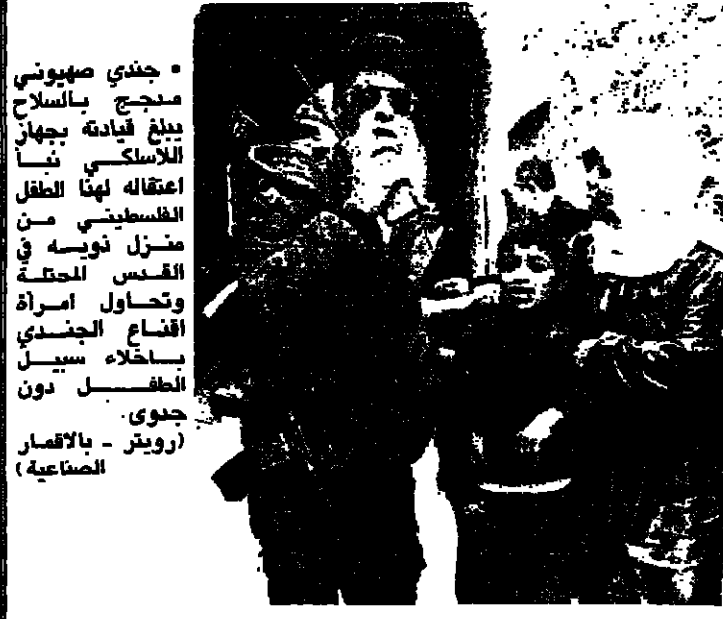 • جندي صهيوني
مدجج بالسلاح
يبلغ قيادته بجهاز
اللاسلكي نبا
اعتقاله لهذا الطفل
الفلسطيني من
منزل ذويه في
القدس المحتلة
وتحاول امرأة
اقناع الجندي
باخلاء سبيل
الطفل دون
جدوى.
(رويتر - بالاقمار
الصناعية)